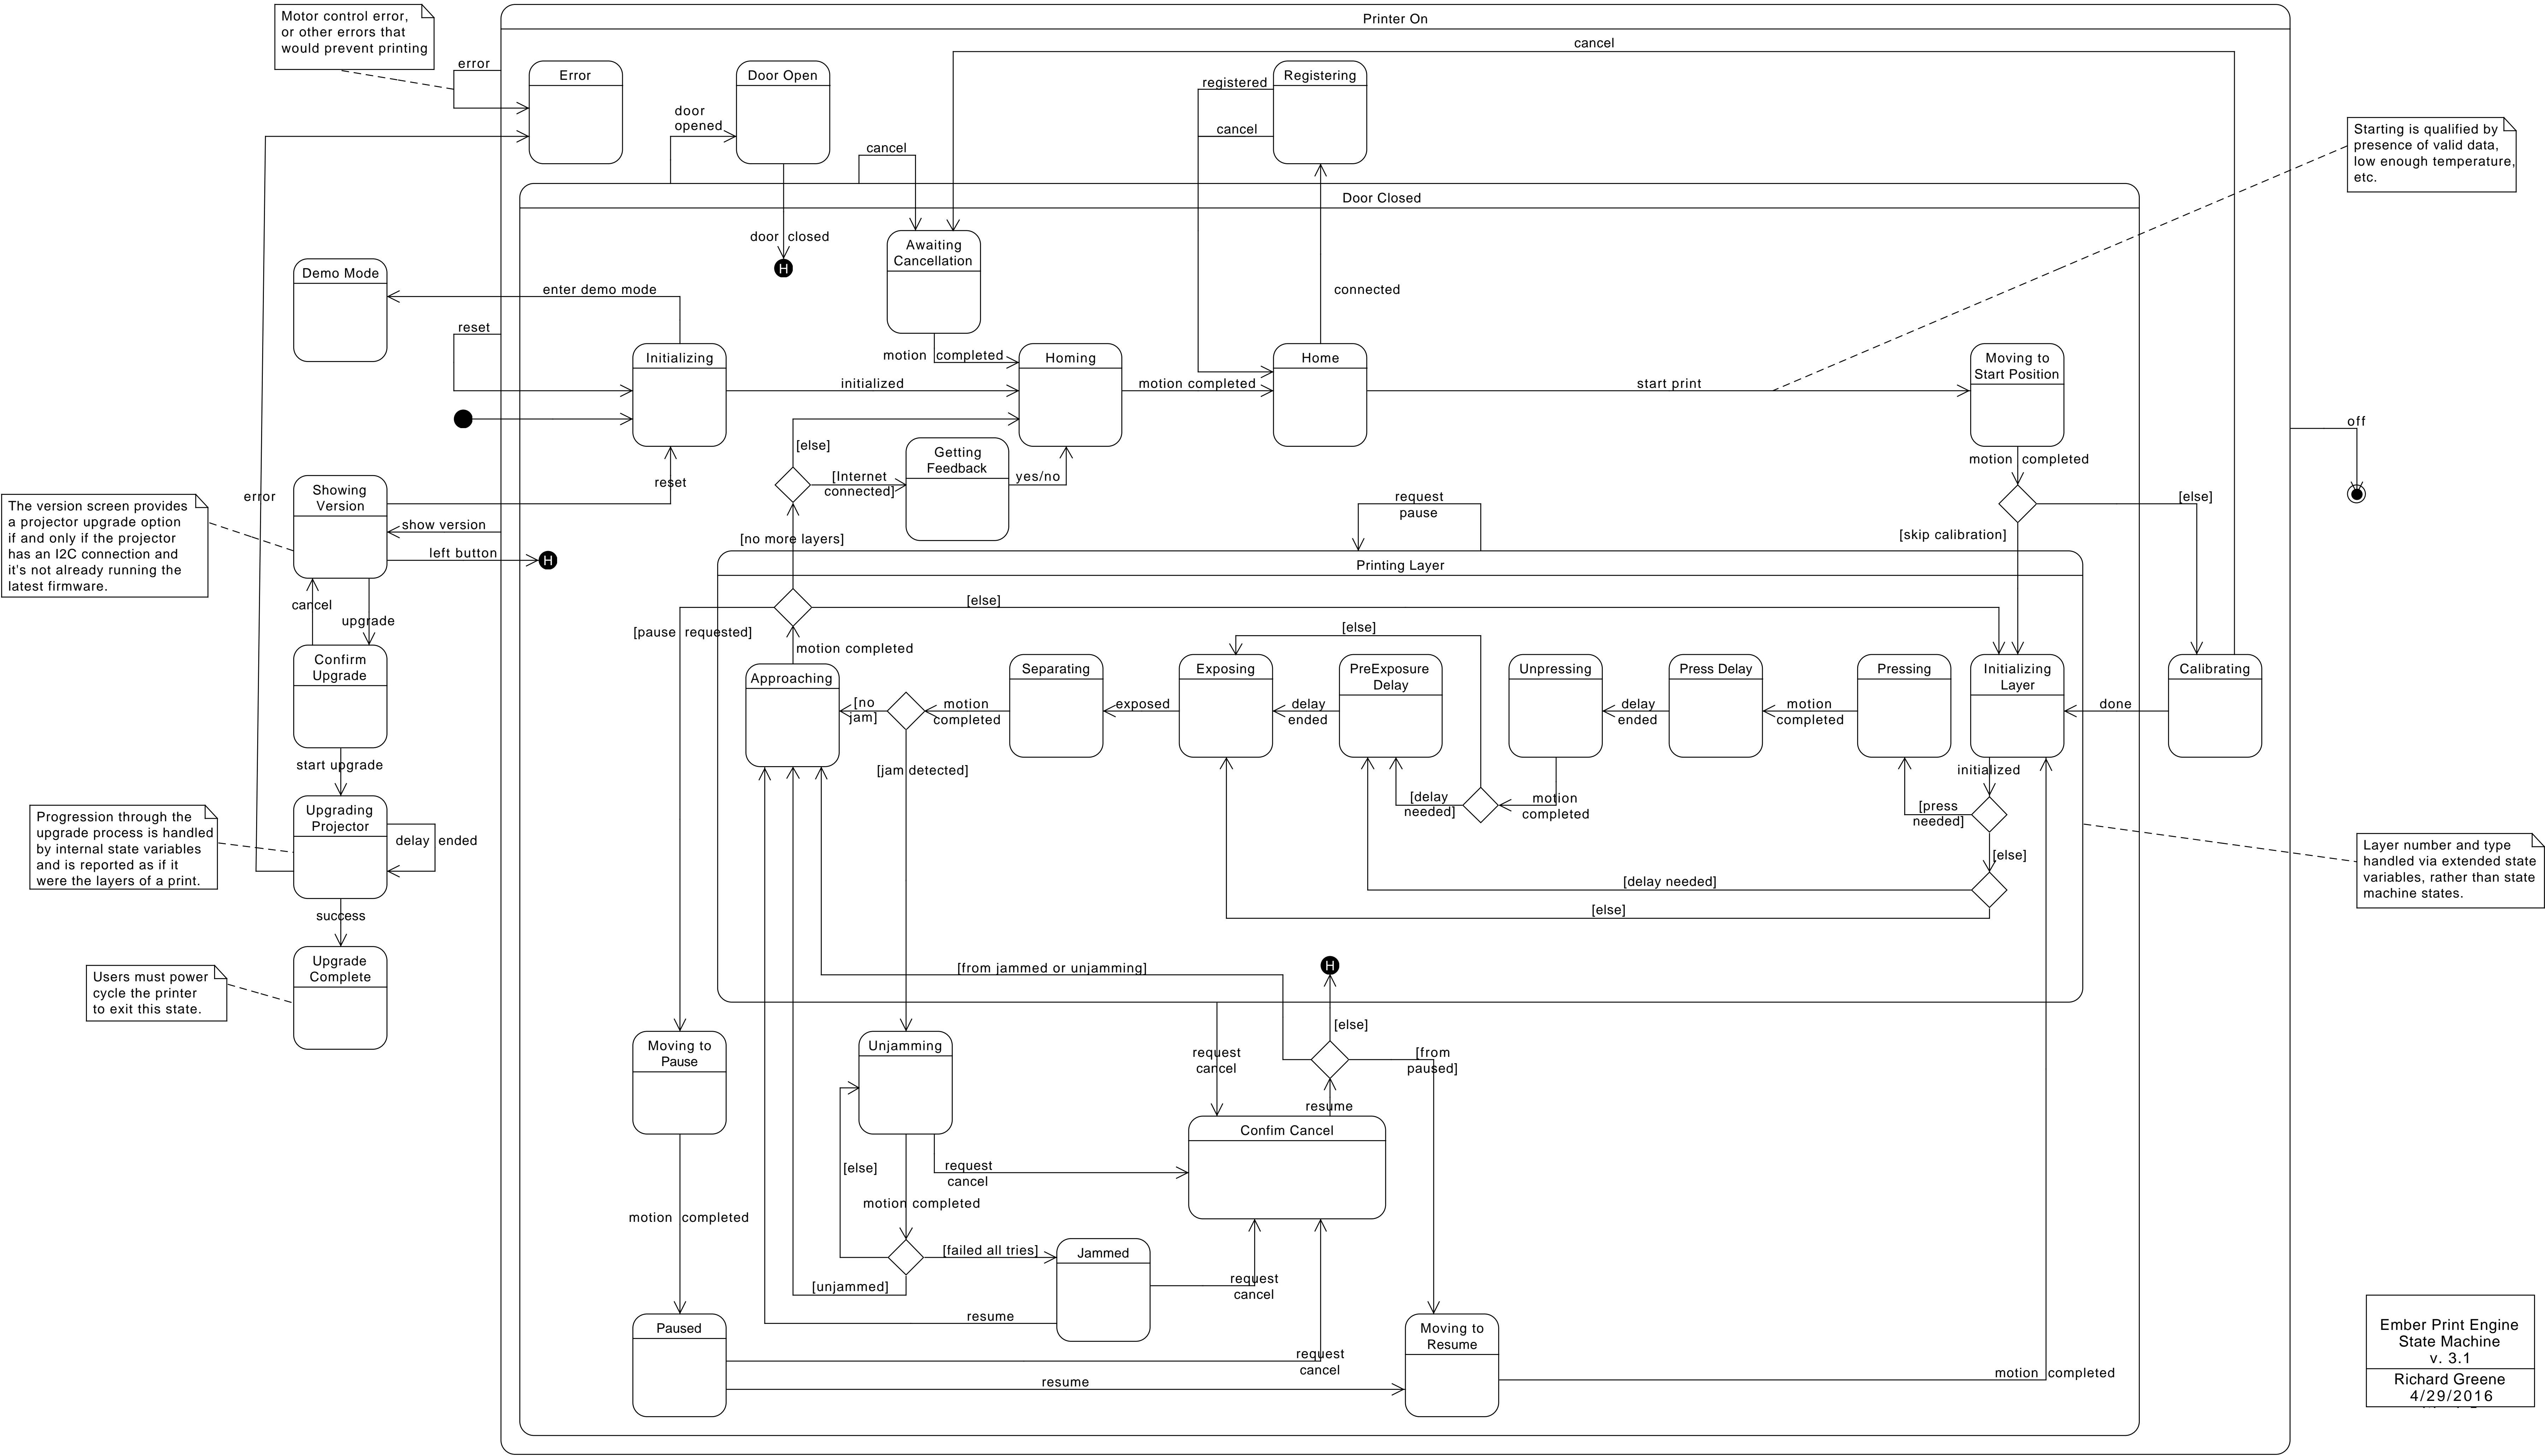 Motor control error,
or other errors that
would prevent printing
Printer On
cancel
error
Error
Door Open
Registering
registered
door
opened
cancel
cancel
Starting is qualified by
presence of valid data,
low enough temperature,
etc.
Door Closed
door closed
H
Awaiting
Cancellation
Demo Mode
enter demo mode
connected
reset
Initializing
motion completed
Homing
Home
Moving to
Start Position
initialized
motion completed
start print
off
[else]
Getting
Feedback
motion completed
[Internet
connected]
yes/no
reset
Showing
Version
error
The version screen provides
a projector upgrade option
if and only if the projector
has an I2C connection and
it's not already running the
latest firmware.
show version
left button
H
request
pause
[else]
[skip calibration]
[no more layers]
Printing Layer
cancel
upgrade
[else]
[pause requested]
motion completed
[else]
Confirm
Upgrade
Approaching
Separating
Exposing
PreExposure
Delay
Unpressing
Press Delay
Pressing
Initializing
Layer
Calibrating
[no
jam]
motion
completed
exposed
delay
ended
delay
ended
motion
completed
done
start upgrade
[jam detected]
initialized
[delay
needed]
motion
completed
[press
needed]
Upgrading
Projector
Progression through the
upgrade process is handled
by internal state variables
and is reported as if it
were the layers of a print.
delay ended
Layer number and type
handled via extended state
variables, rather than state
machine states.
[else]
[delay needed]
[else]
success
Upgrade
Complete
Users must power
cycle the printer
to exit this state.
[from jammed or unjamming]
H
[else]
Moving to
Pause
Unjamming
request
cancel
[from
paused]
resume
Confim Cancel
[else]
request
cancel
motion completed
motion completed
[failed all tries]
Jammed
[unjammed]
request
cancel
resume
Paused
Moving to
Resume
request
cancel
resume
motion completed
Ember Print Engine
State Machine
v. 3.1
Richard Greene
4/29/2016